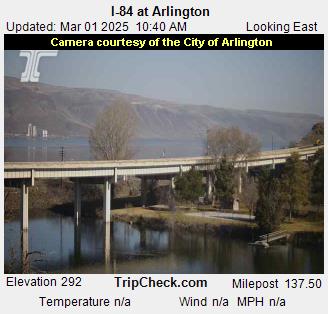 I-84 at Arlington
Updated: Mar 01 2025 10:40 AM Looking East
Camera courtesy of the City of Arlington
Elevation 292 TripCheck.com Milepost 137.50
Temperature n/a Wind n/a MPH n/a